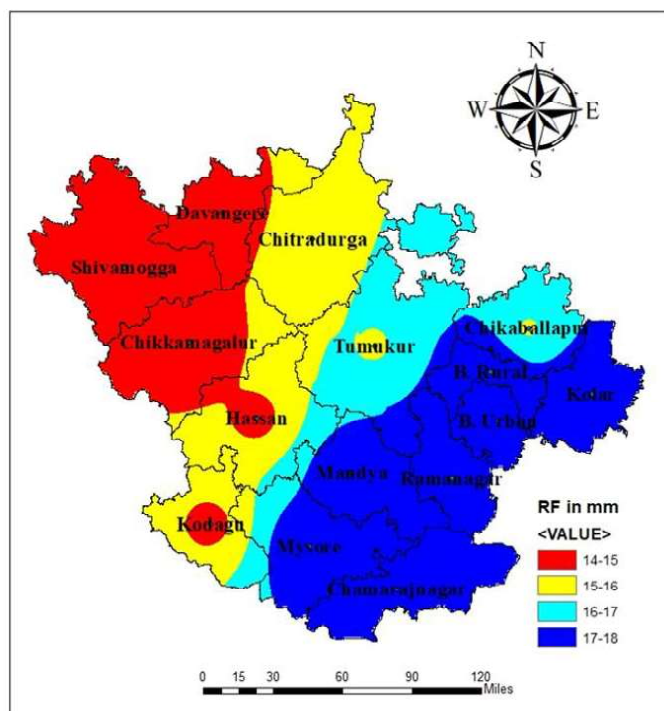 N
W E
S
Davangere
Chitradurga
Shivamogga
Chikkamagalur
Tumukur
Chikaballapur
B. Rural
Kolar
Hassan
B. Urban
Mandya
Ramanagar
Kodagu
Mysore
Chamarajnagar
RF in mm
<VALUE>
14-15
15-16
16-17
17-18
0 15 30 60 90 120
Miles